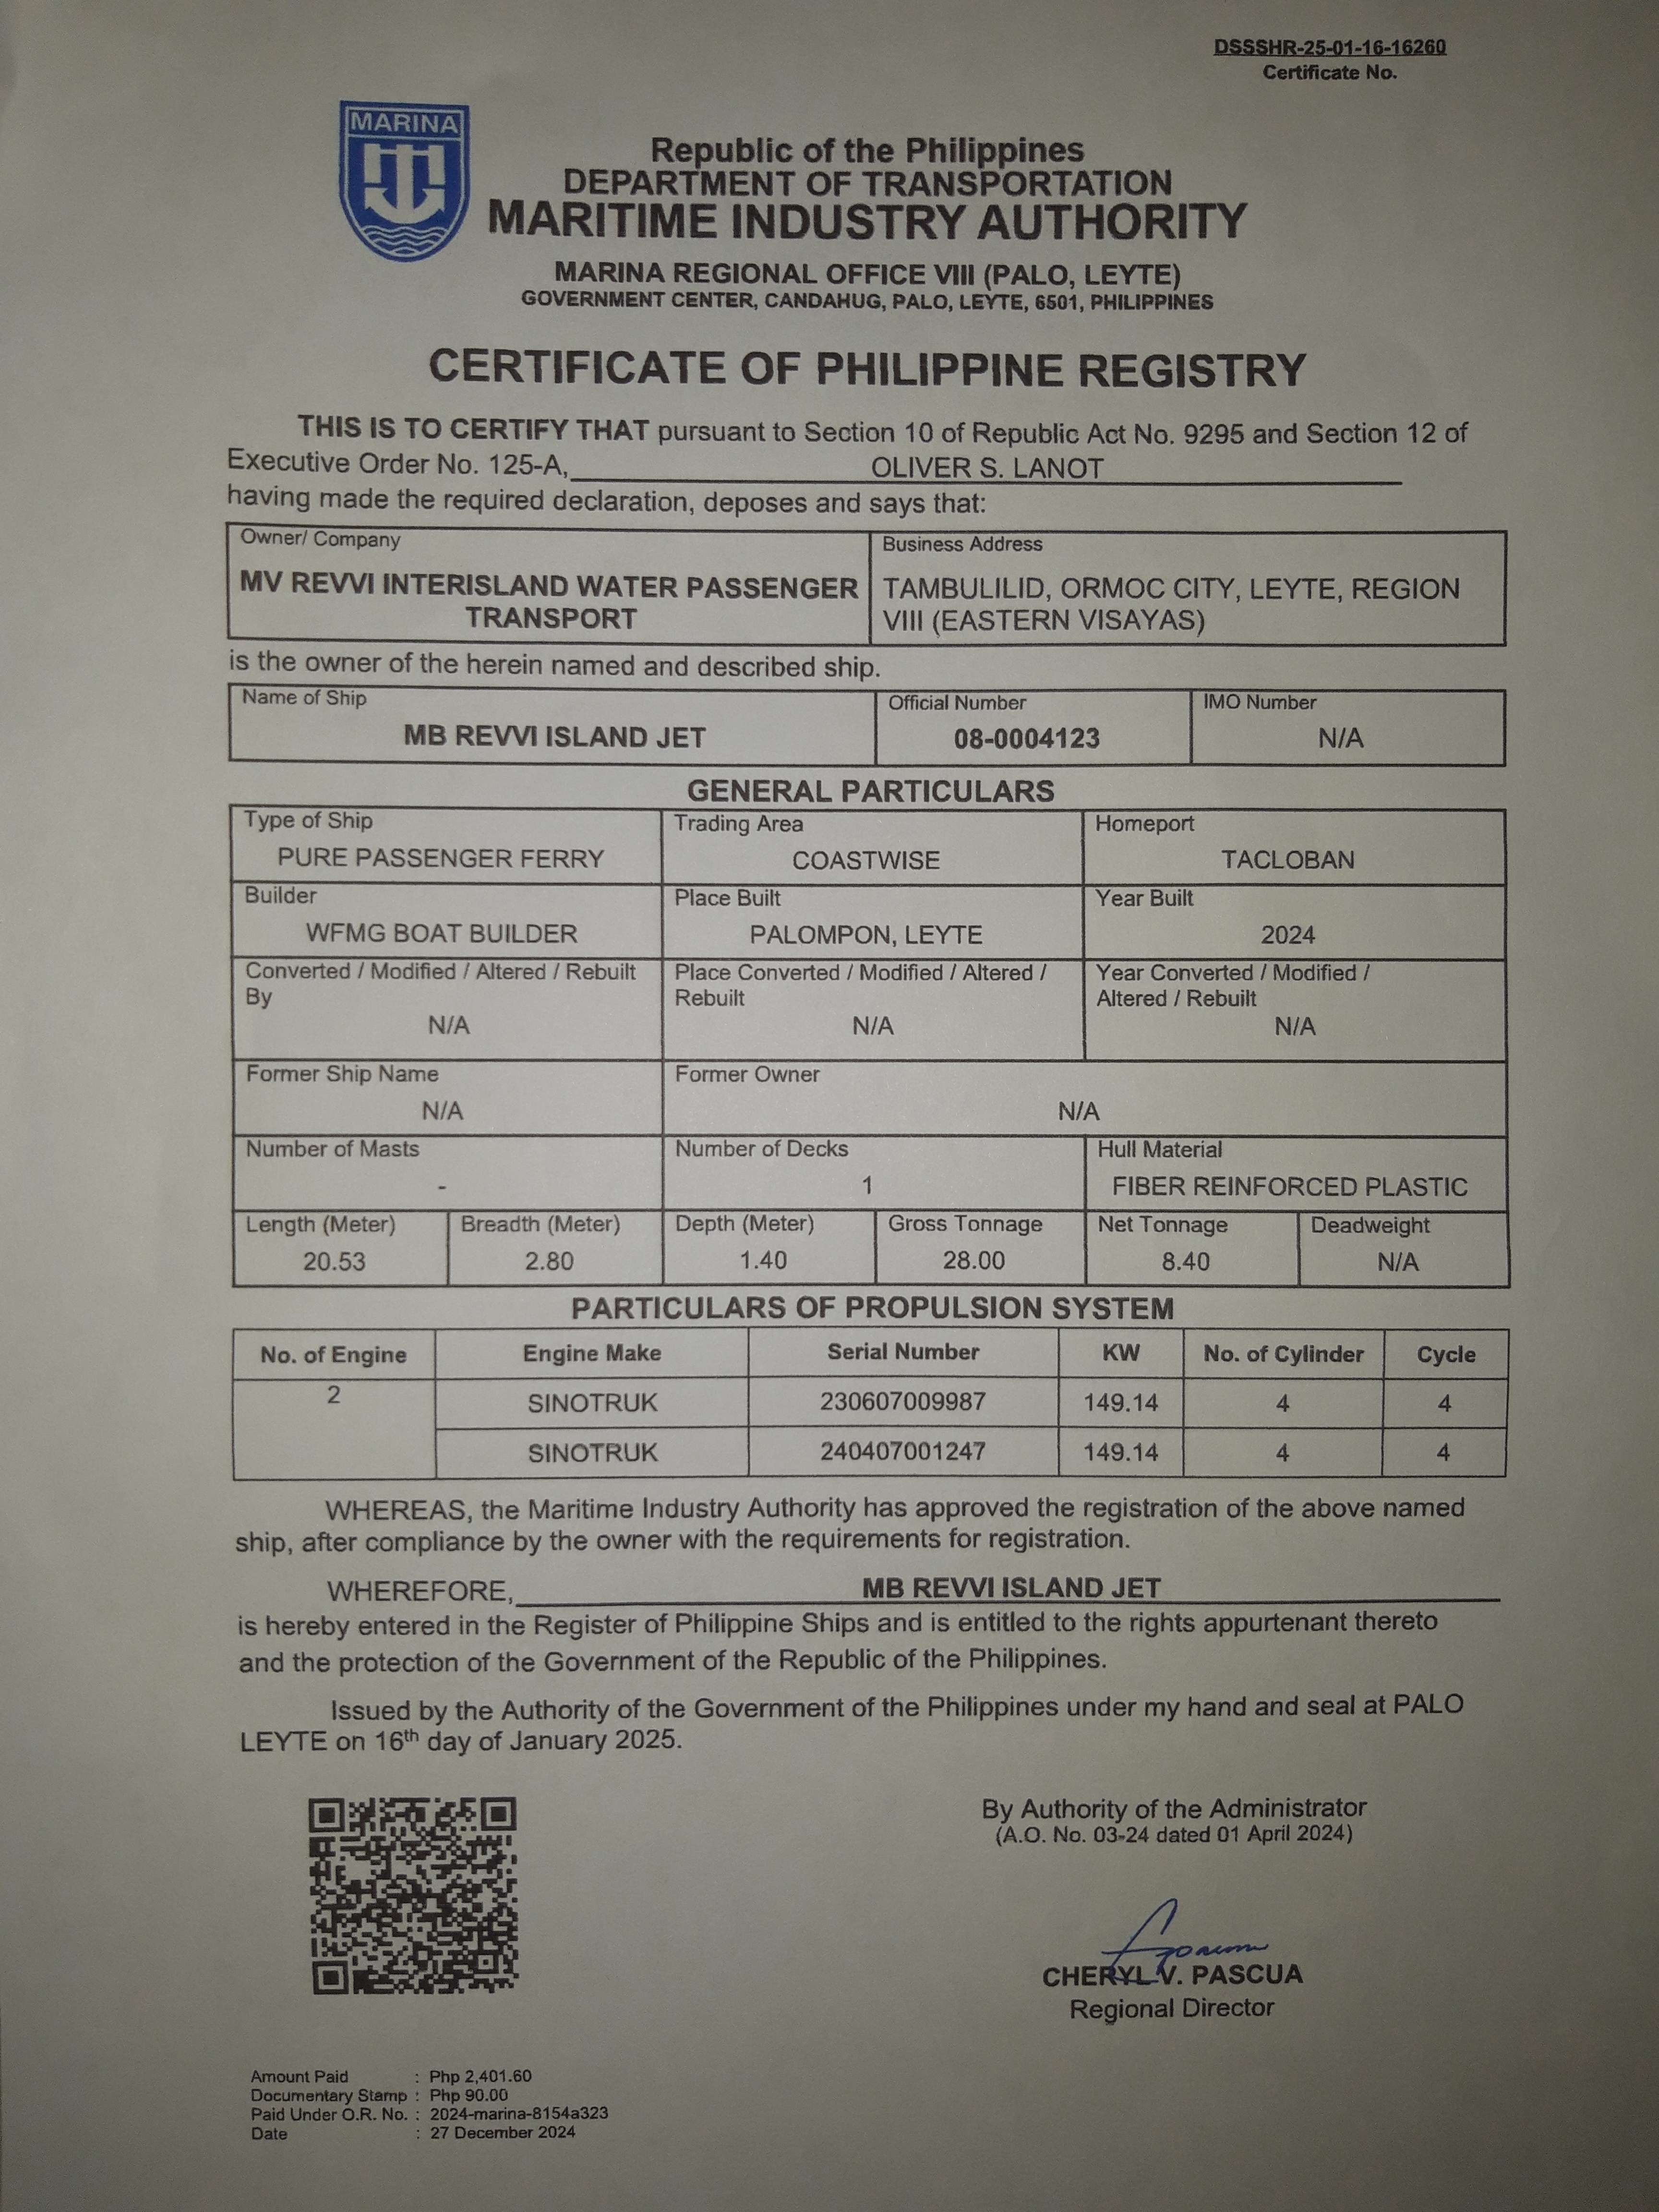 DSSSHR-25-01-16-16260
Certificate No.
MARINA
Republic of the Philippines
DEPARTMENT OF TRANSPORTATION
MARITIME INDUSTRY AUTHORITY
MARINA REGIONAL OFFICE VIII (PALO, LEYTE)
GOVERNMENT CENTER, CANDAHUG, PALO, LEYTE, 6501, PHILIPPINES
CERTIFICATE OF PHILIPPINE REGISTRY
THIS IS TO CERTIFY THAT pursuant to Section 10 of Republic Act No. 9295 and Section 12 of
Executive Order No. 125-A, OLIVER S. LANOT
having made the required declaration, deposes and says that:
Owner/ Company Business Address
MV REVVI INTERISLAND WATER PASSENGER TAMBULILID, ORMOC CITY, LEYTE, REGION
TRANSPORT VIII (EASTERN VISAYAS)
is the owner of the herein named and described ship.
Name of Ship Official Number IMO Number
MB REVVI ISLAND JET 08-0004123 N/A
GENERAL PARTICULARS
Type of Ship Trading Area Homeport
PURE PASSENGER FERRY COASTWISE TACLOBAN
Builder Place Built Year Built
WFMG BOAT BUILDER PALOMPON, LEYTE 2024
Converted / Modified / Altered / Rebuilt Place Converted / Modified / Altered / Year Converted / Modified /
By Rebuilt Altered / Rebuilt
N/A N/A N/A
Former Ship Name Former Owner
N/A N/A
Number of Masts Number of Decks Hull Material
- 1 FIBER REINFORCED PLASTIC
Length (Meter) Breadth (Meter) Depth (Meter) Gross Tonnage Net Tonnage Deadweight
20.53 2.80 1.40 28.00 8.40 N/A
PARTICULARS OF PROPULSION SYSTEM
No. of Engine Engine Make Serial Number KW No. of Cylinder Cycle
2 SINOTRUK 230607009987 149.14 4 4
SINOTRUK 240407001247 149.14 4 4
WHEREAS, the Maritime Industry Authority has approved the registration of the above named
ship, after compliance by the owner with the requirements for registration.
WHEREFORE, MB REVVI ISLAND JET
is hereby entered in the Register of Philippine Ships and is entitled to the rights appurtenant thereto
and the protection of the Government of the Republic of the Philippines.
Issued by the Authority of the Government of the Philippines under my hand and seal at PALO
LEYTE on 16th day of January 2025.
By Authority of the Administrator
(A.O. No. 03-24 dated 01 April 2024)
CHERYL V. PASCUA
Regional Director
Amount Paid : Php 2,401.60
Documentary Stamp : Php 90.00
Paid Under O.R. No. : 2024-marina-8154a323
Date : 27 December 2024